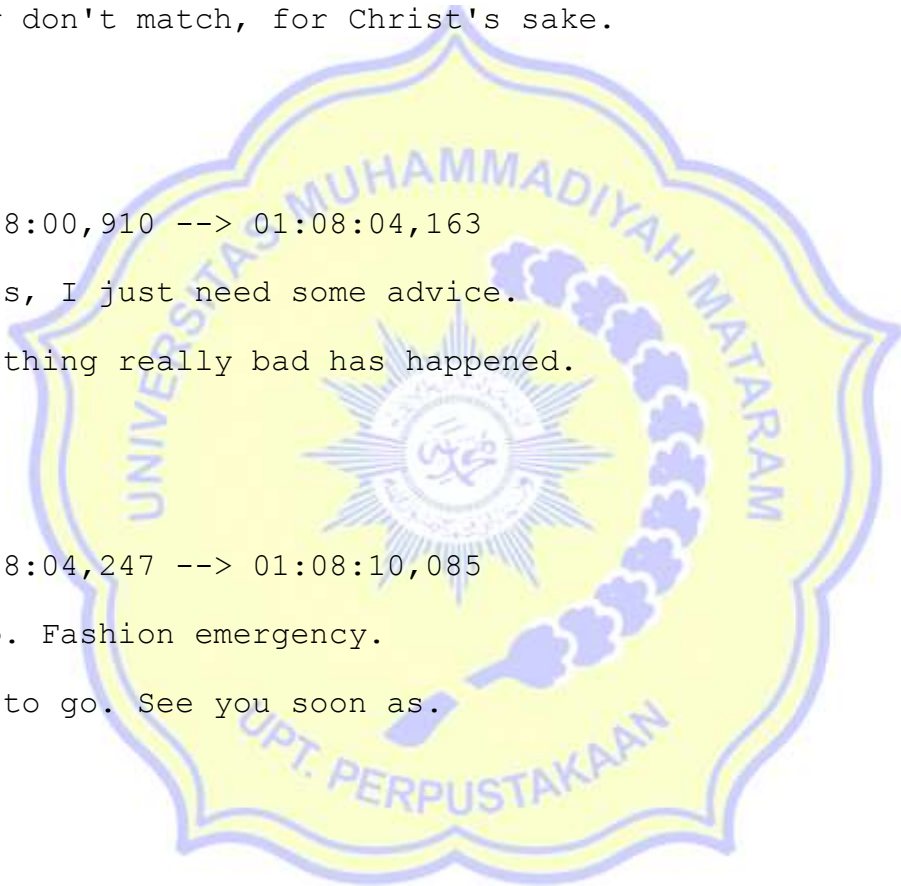 don't match, for Christ's sake.
8:00,910 --> 01:08:04,163
s, I just need some advice.
thing really bad has happened.
8:04,247 --> 01:08:10,085
. Fashion emergency.
to go. See you soon as.
UNIVERSITAS MUHAMMADIYAH MATARAM
UPT. PERPUSTAKAAN